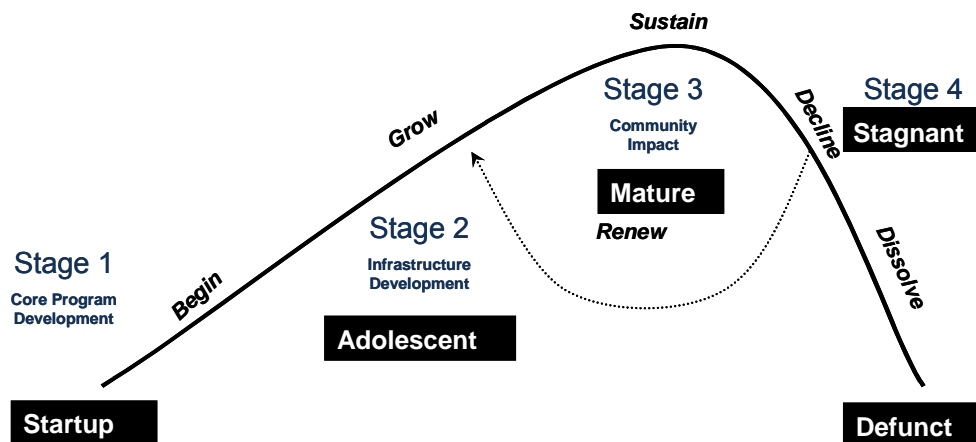 Sustain
Stage 3
Community
Impact
Mature
Renew
Stage 4
Stagnant
Decline
Dissolve
Grow
Stage 2
Infrastructure
Development
Adolescent
Stage 1
Core Program
Development
Begin
Startup
Defunct